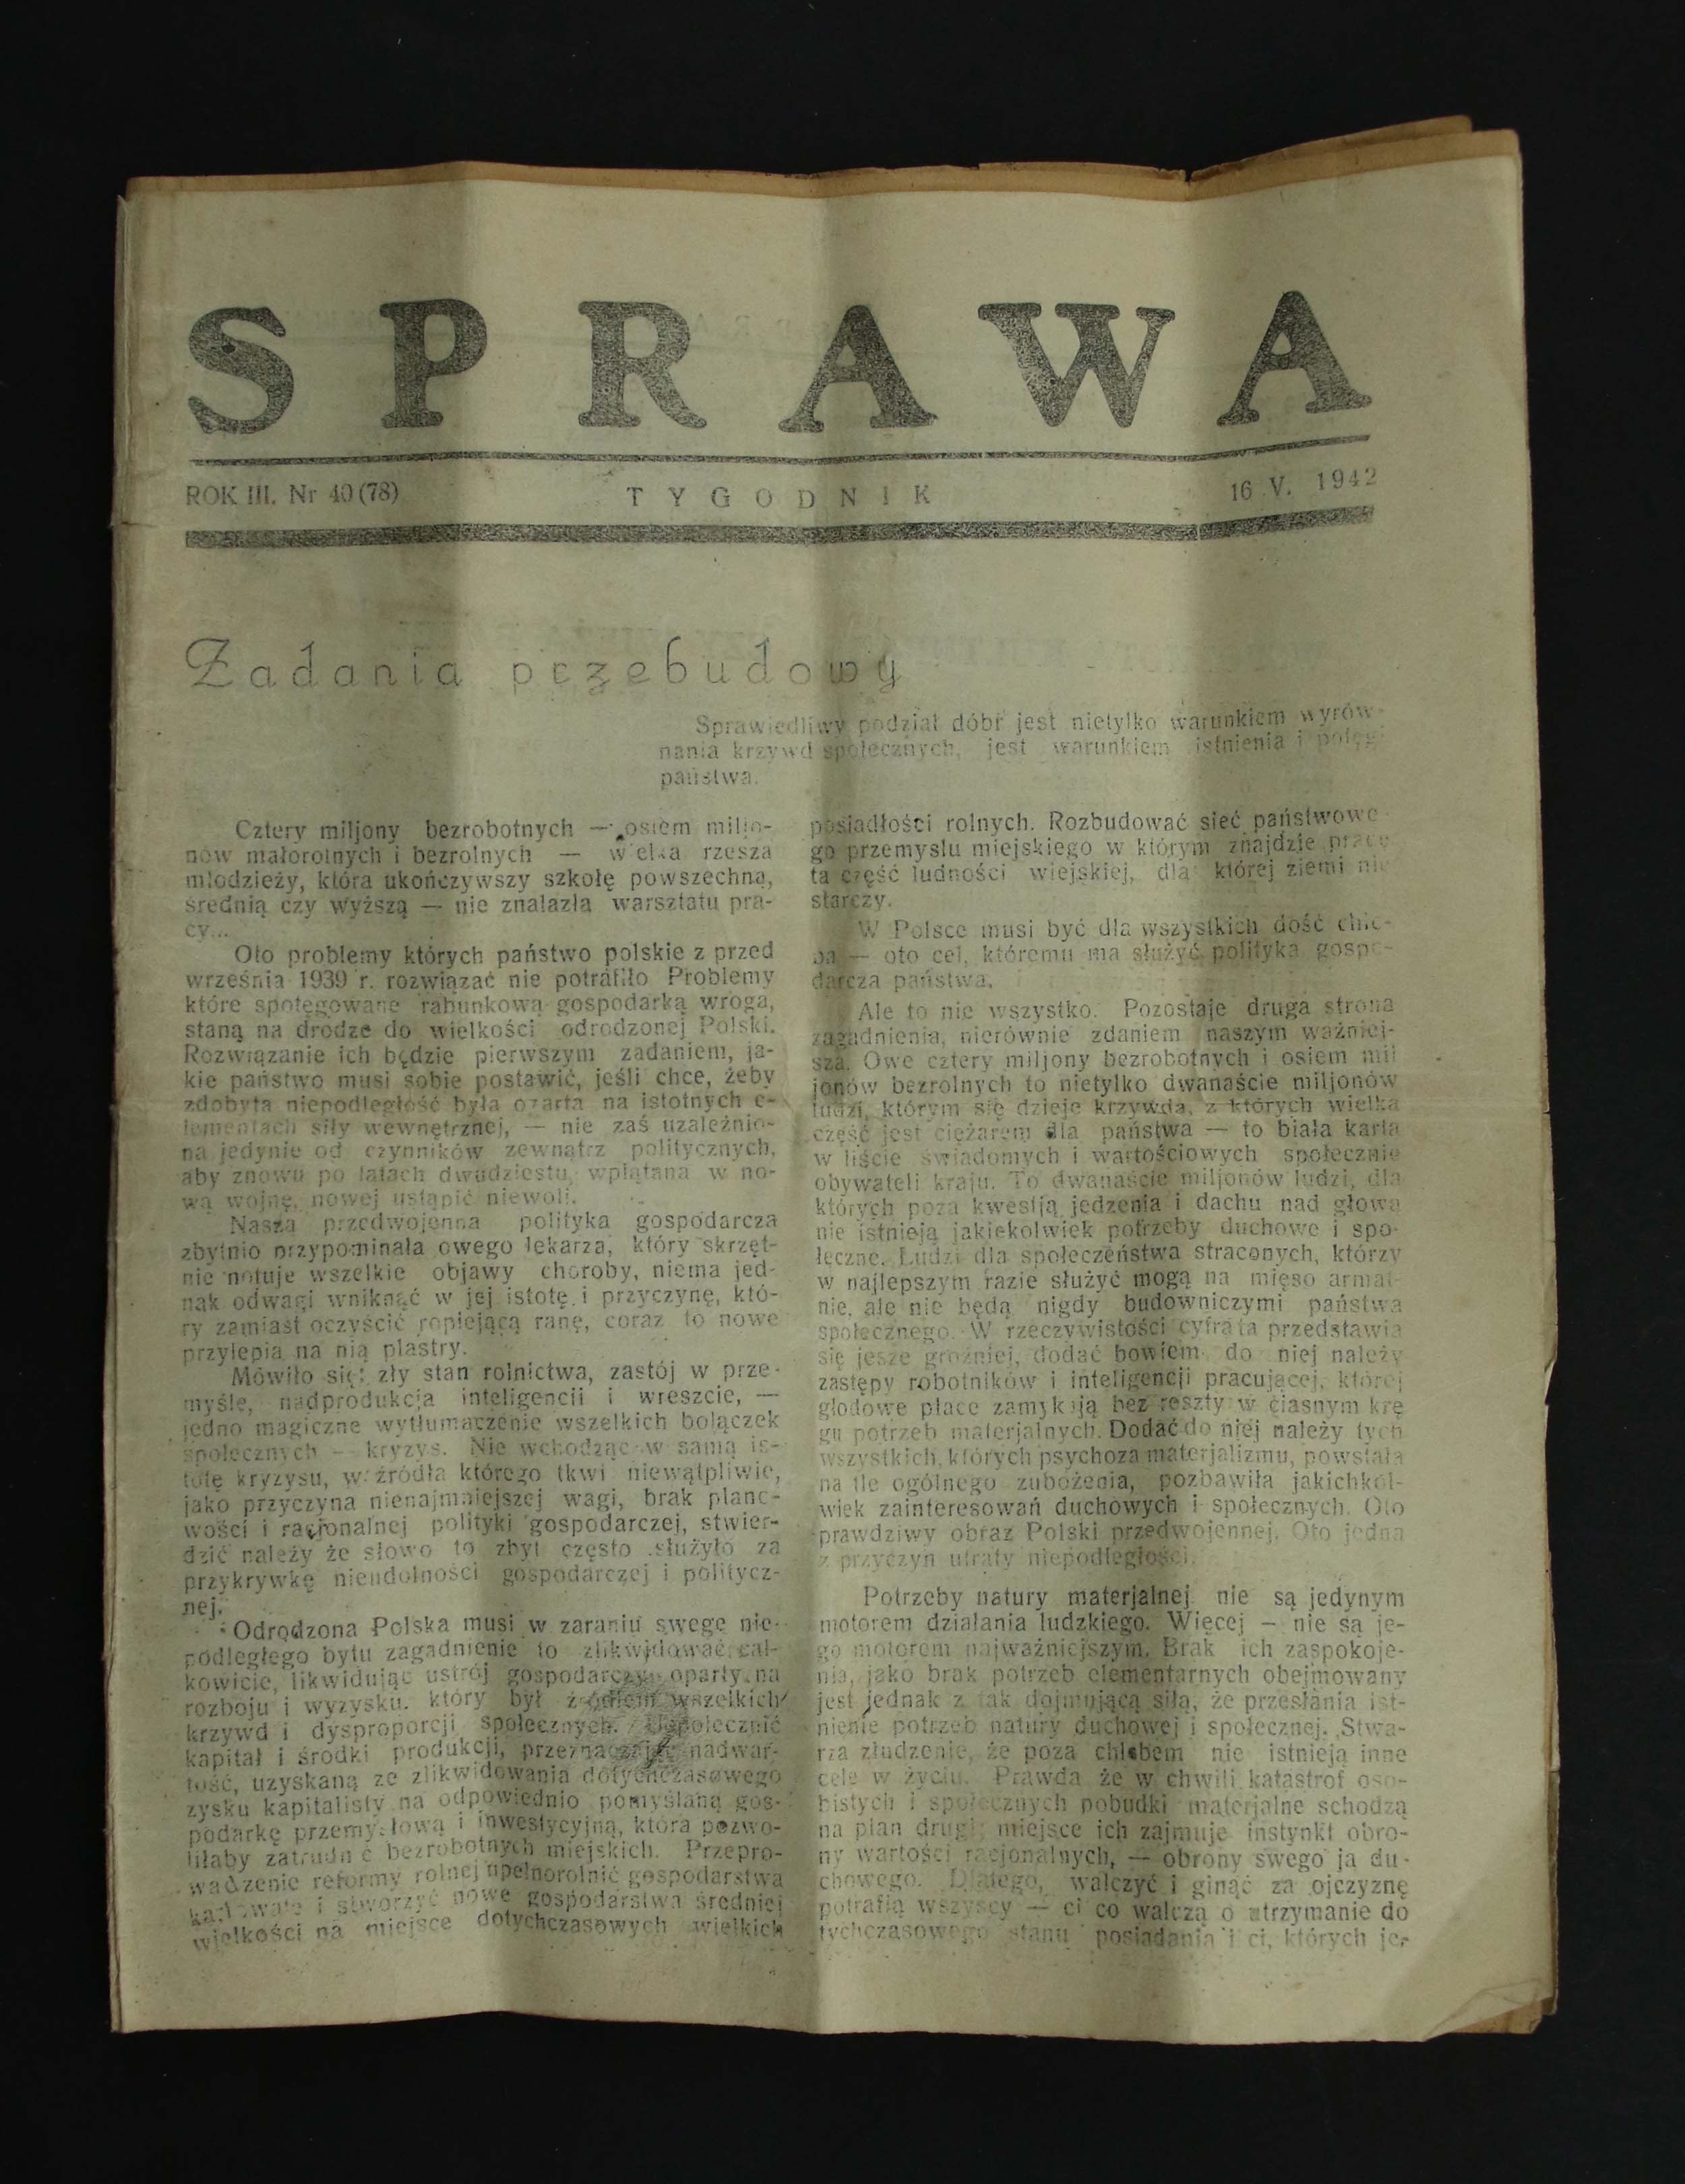 SPRAWA
ROK III. Nr 40 (78)
TYGODNIK
16 V. 1942
Zadania przebudowy
Sprawiedliwy podział dóbr jest nietylko warunkiem wyrów-
nania krzywd społecznych, jest warunkiem istnienia i potęgi
państwa.
Cztery miljony bezrobotnych — osiem miljo-
nów małorolnych i bezrolnych — wielka rzesza
młodzieży, która ukończywszy szkołę powszechną,
średnią czy wyższą — nie znalazła warsztatu pra-
cy...
Oto problemy których państwo polskie z przed
września 1939 r. rozwiązać nie potrafiło Problemy
które spotęgowane rabunkową gospodarką wroga,
staną na drodze do wielkości odrodzonej Polski.
Rozwiązanie ich będzie pierwszym zadaniem, ja-
kie państwo musi sobie postawić, jeśli chce, żeby
zdobyta niepodległość była oparta na istotnych e-
lementach siły wewnętrznej, — nie zaś uzależnio-
na jedynie od czynników zewnątrz politycznych,
aby znowu po latach dwudziestu, wplątana w no-
wą wojnę, nowej ustąpić niewoli.
Nasza przedwojenna polityka gospodarcza
zbytnio przypominała owego lekarza, który skrzęt-
nie notuje wszelkie objawy choroby, niema jed-
nak odwagi wniknąć w jej istotę i przyczynę, któ-
ry zamiast oczyścić ropiejącą ranę, coraz to nowe
przylepia na nią plastry.
Mówiło się: zły stan rolnictwa, zastój w prze-
myśle, nadprodukcja inteligencii i wreszcie, —
jedno magiczne wytłumaczenie wszelkich bolączek
społecznych — kryzys. Nie wchodząc w samą is-
totę kryzysu, w źródła którego tkwi niewątpliwie,
jako przyczyna nienajmniejszej wagi, brak plano-
wości i racjonalnej polityki gospodarczej, stwier-
dzić należy że słowo to zbyt często służyło za
przykrywkę nieudolności gospodarczej i politycz-
nej.
Odrodzona Polska musi w zaraniu swego nie-
podległego bytu zagadnienie to zlikwidować cał-
kowicie, likwidując ustrój gospodarczy oparty na
rozboju i wyzysku. który był źródłem wszelkich
krzywd i dysproporcji społecznych. Uspołecznić
kapitał i środki produkcji, przeznaczając nadwar-
tość, uzyskaną ze zlikwidowania dotychczasowego
zysku kapitalisty na odpowiednio pomyślaną gos-
podarkę przemysłową i inwestycyjną, która pozwo-
liłaby zatrudnić bezrobotnych miejskich. Przepro-
wadzenie reformy rolnej upełnorolnić gospodarstwa
karłowate i stworzyć nowe gospodarstwa średniej
wielkości na miejsce dotychczasowych wielkich
posiadłości rolnych. Rozbudować sieć państwowe-
go przemysłu miejskiego w którym znajdzie pracę
ta część ludności wiejskiej, dla której ziemi nie
starczy.
W Polsce musi być dla wszystkich dość chle-
ba — oto cel, któremu ma służyć polityka gospo-
darcza państwa.
Ale to nie wszystko. Pozostaje druga strona
zagadnienia, nierównie zdaniem naszym ważniej-
sza. Owe cztery miljony bezrobotnych i osiem mil
jonów bezrolnych to nietylko dwanaście miljonów
ludzi, którym się dzieje krzywda, z których wielka
część jest ciężarem dla państwa — to biała karta
w liście świadomych i wartościowych społecznie
obywateli kraju. To dwanaście miljonów ludzi, dla
których poza kwestją jedzenia i dachu nad głową
nie istnieją jakiekolwiek potrzeby duchowe i spo-
łeczne. Ludzi dla społeczeństwa straconych, którzy
w najlepszym razie służyć mogą na mięso armat-
nie, ale nie będą nigdy budowniczymi państwa
społecznego. W rzeczywistości cyfra ta przedstawia
się jesze groźniej, dodać bowiem do niej należy
zastępy robotników i inteligencji pracującej, której
głodowe płace zamykają bez reszty w ciasnym krę
gu potrzeb materjalnych. Dodać do niej należy tych
wszystkich, których psychoza materjalizmu, powstała
na tle ogólnego zubożenia, pozbawiła jakichkol-
wiek zainteresowań duchowych i społecznych. Oto
prawdziwy obraz Polski przedwojennej. Oto jedna
z przyczyn utraty niepodległości.
Potrzeby natury materjalnej nie są jedynym
motorem działania ludzkiego. Więcej — nie są je-
go motorem najważniejszym. Brak ich zaspokoje-
nia, jako brak potrzeb elementarnych obejmowany
jest jednak z tak dojmującą siłą, że przesłania ist-
nienie potrzeb natury duchowej i społecznej. Stwa-
rza złudzenie, że poza chlebem nie istnieją inne
cele w życiu. Prawda że w chwili katastrof oso-
bistych i społecznych pobudki materjalne schodzą
na plan drugi; miejsce ich zajmuje instynkt obro-
ny wartości racjonalnych, — obrony swego ja du-
chowego. Dlatego, walczyć i ginąć za ojczyznę
potrafią wszyscy — ci co walczą o utrzymanie do
tychczasowego stanu posiadania i ci, których je-